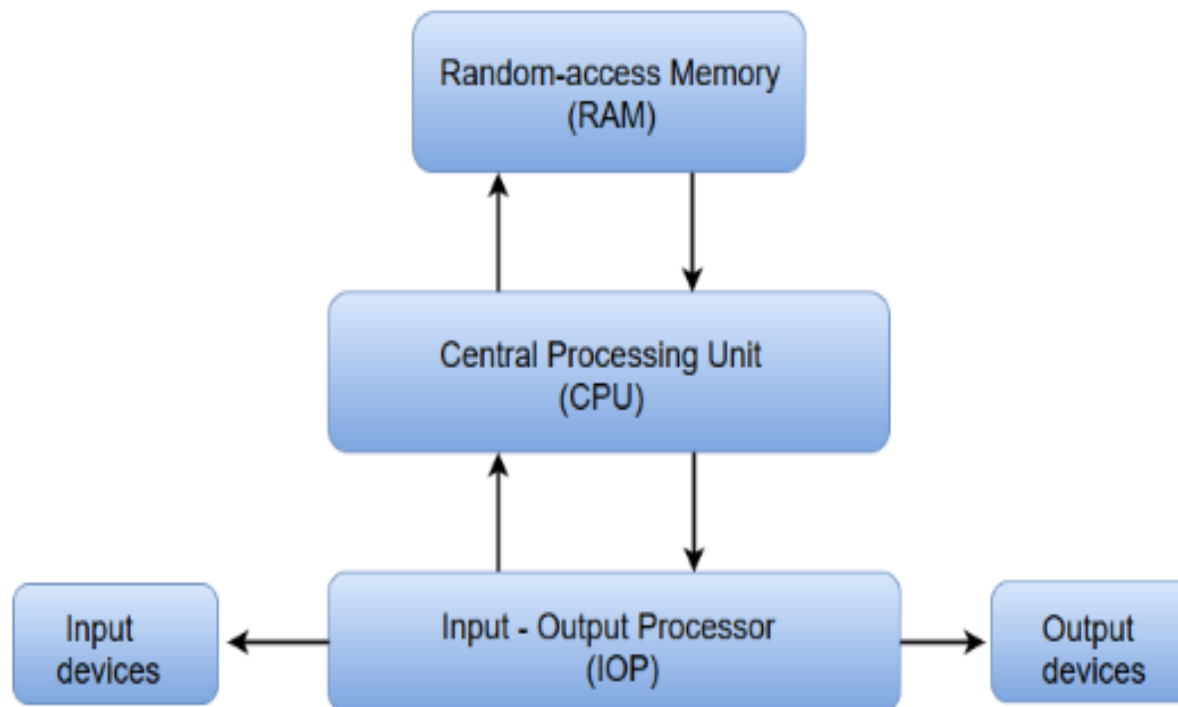 Random-access Memory
(RAM)
Central Processing Unit
(CPU)
Input
devices
Input - Output Processor
(IOP)
Output
devices